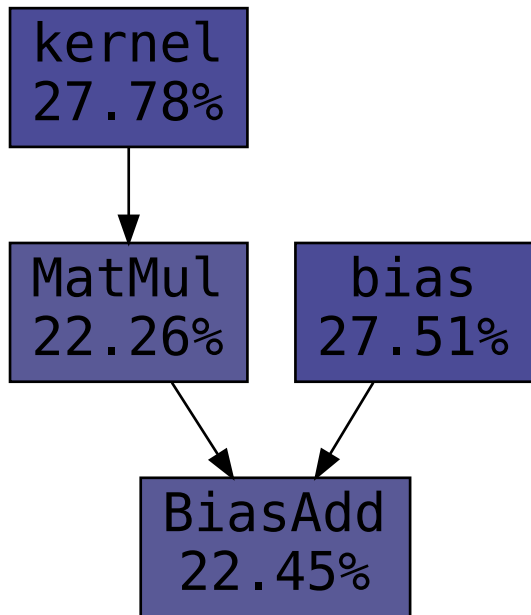 kernel
27.78%
MatMul
22.26%
bias
27.51%
BiasAdd
22.45%